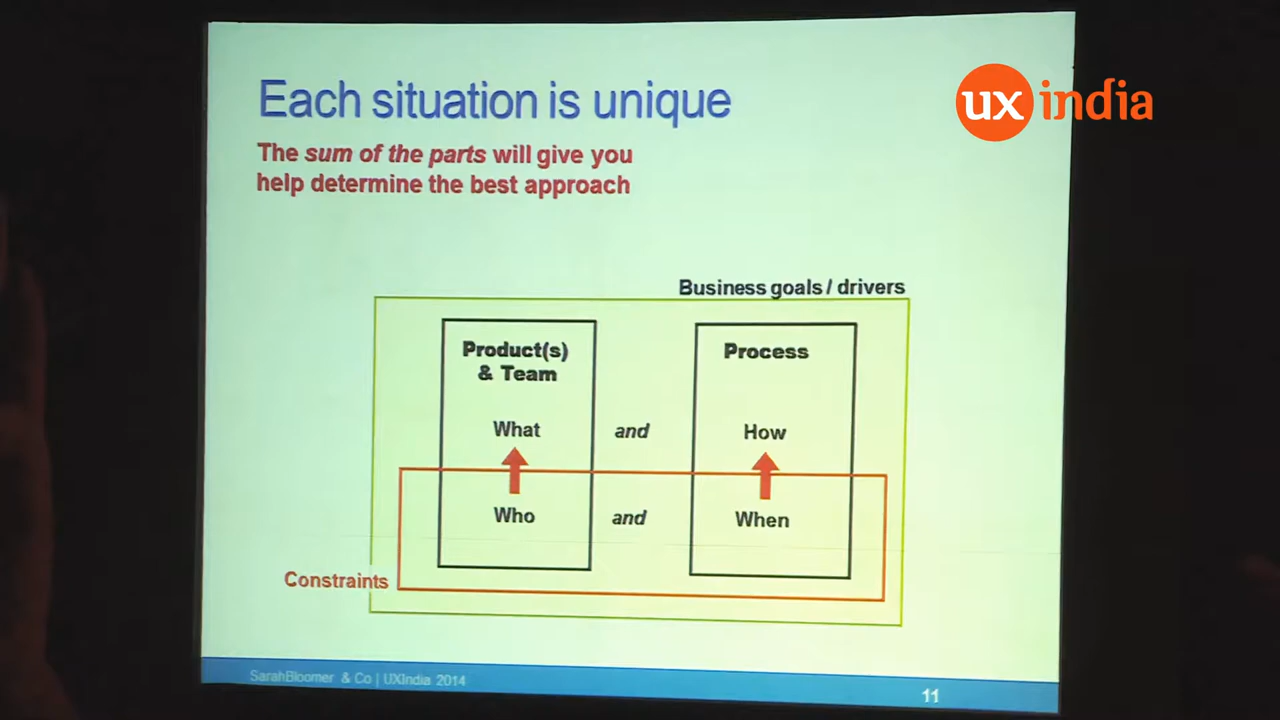 Each situation is unique
ux india
The sum of the parts will give you
help determine the best approach
Business goals / drivers
Product(s)
& Team
Process
What and How
Who and When
Constraints
SarahBloomer & Co | UXIndia 2014
11